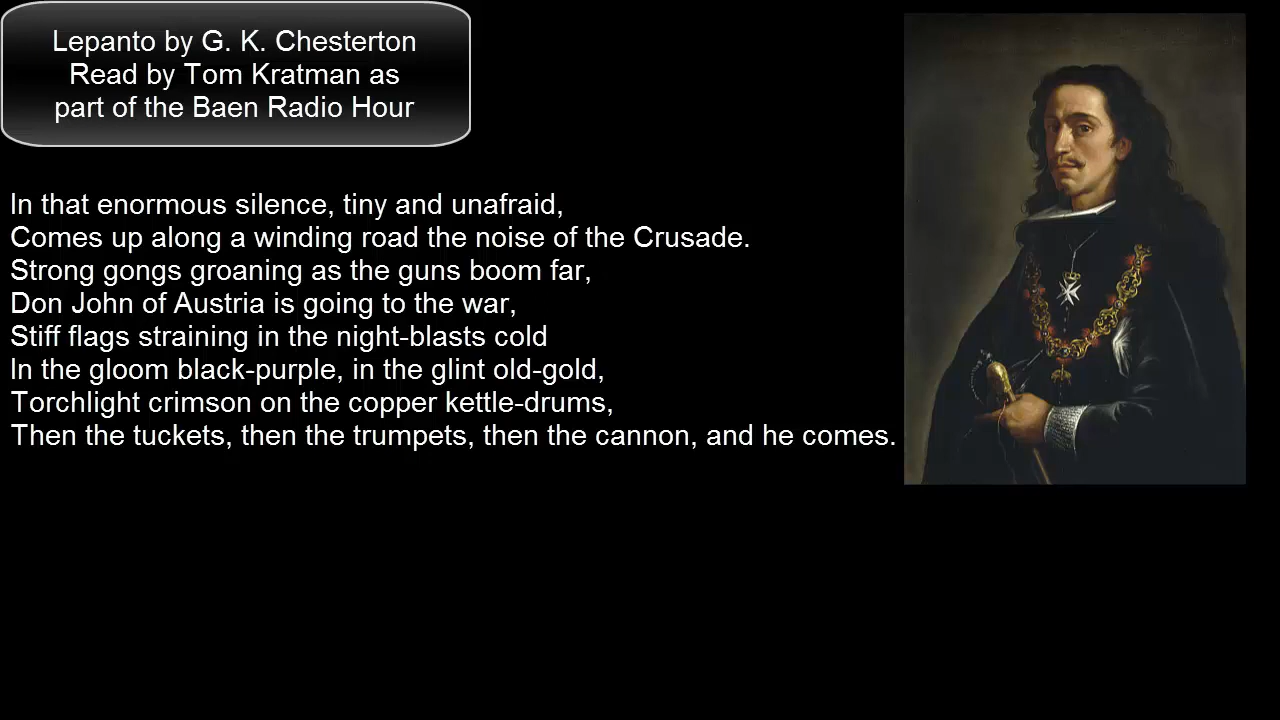 Lepanto by G. K. Chesterton
Read by Tom Kratman as
part of the Baen Radio Hour
In that enormous silence, tiny and unafraid,
Comes up along a winding road the noise of the Crusade.
Strong gongs groaning as the guns boom far,
Don John of Austria is going to the war,
Stiff flags straining in the night-blasts cold
In the gloom black-purple, in the glint old-gold,
Torchlight crimson on the copper kettle-drums,
Then the tuckets, then the trumpets, then the cannon, and he comes.